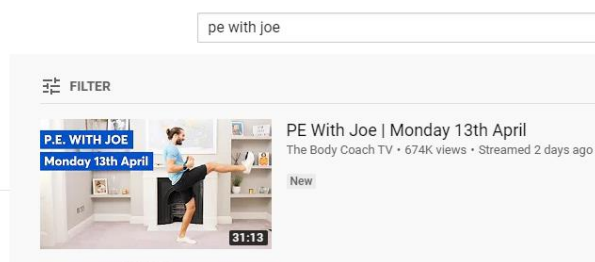 pe with joe
FILTER
P.E. WITH JOE
Monday 13th April
31:13
PE With Joe | Monday 13th April
The Body Coach TV • 674K views • Streamed 2 days ago
New